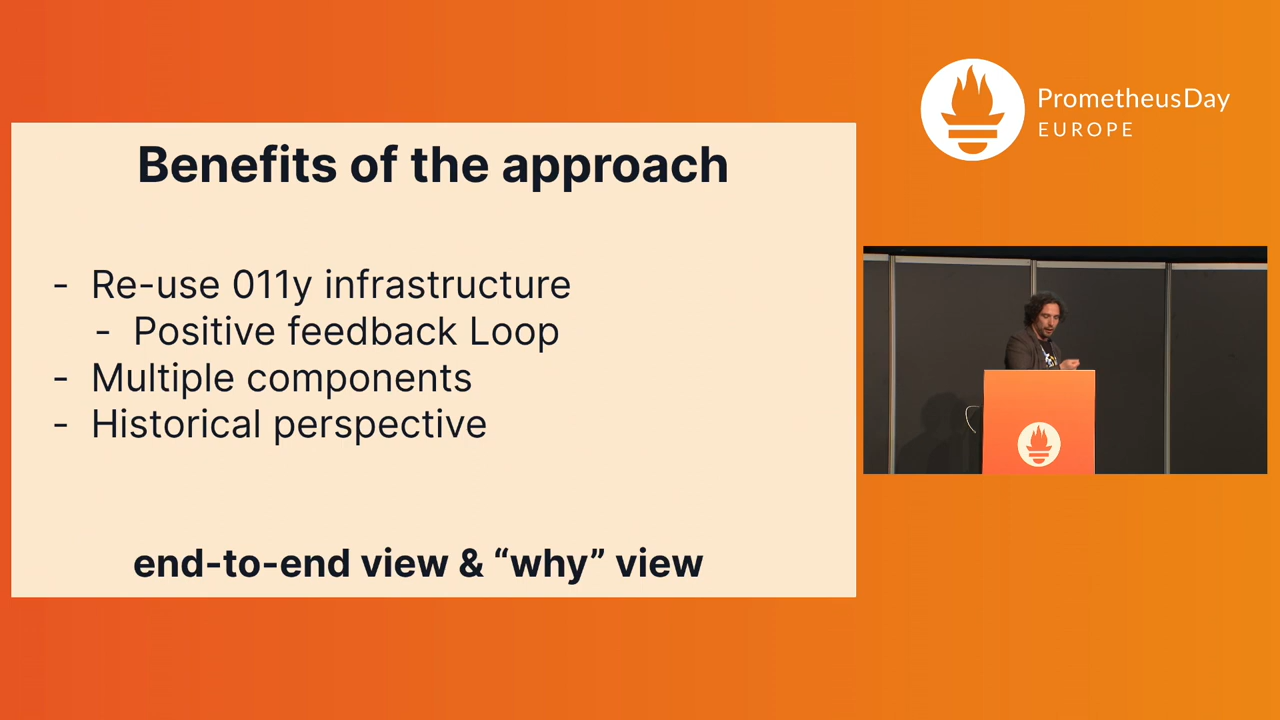 PrometheusDay
EUROPE
Benefits of the approach
- Re-use 011y infrastructure
- Positive feedback Loop
- Multiple components
- Historical perspective
end-to-end view & “why” view